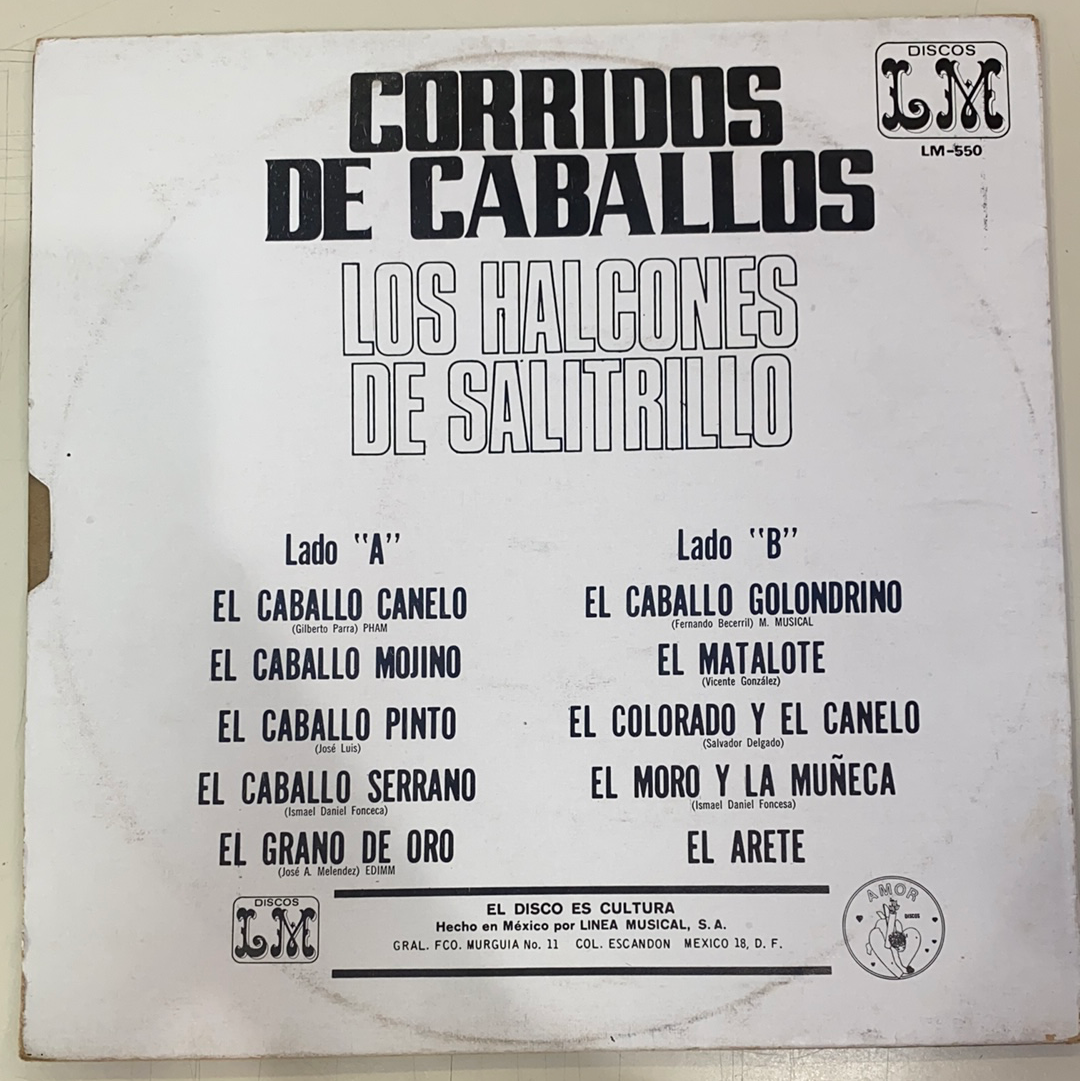 DISCOS
LM
LM-550
CORRIDOS
DE CABALLOS
LOS HALCONES
DE SALITRILLO
Lado "A"
EL CABALLO CANELO
(Gilberto Parra) PHAM
EL CABALLO MOJINO
EL CABALLO PINTO
(José Luis)
EL CABALLO SERRANO
(Ismael Daniel Fonceca)
EL GRANO DE ORO
(José A. Melendez) EDIMM
Lado "B"
EL CABALLO GOLONDRINO
(Fernando Becerril) M. MUSICAL
EL MATALOTE
(Vicente González)
EL COLORADO Y EL CANELO
(Salvador Delgado)
EL MORO Y LA MUÑECA
(Ismael Daniel Foncesa)
EL ARETE
DISCOS
LM
EL DISCO ES CULTURA
Hecho en México por LINEA MUSICAL, S.A.
GRAL. FCO. MURGUIA No. 11 COL. ESCANDON MEXICO 18, D. F.
AMOR
DISCOS